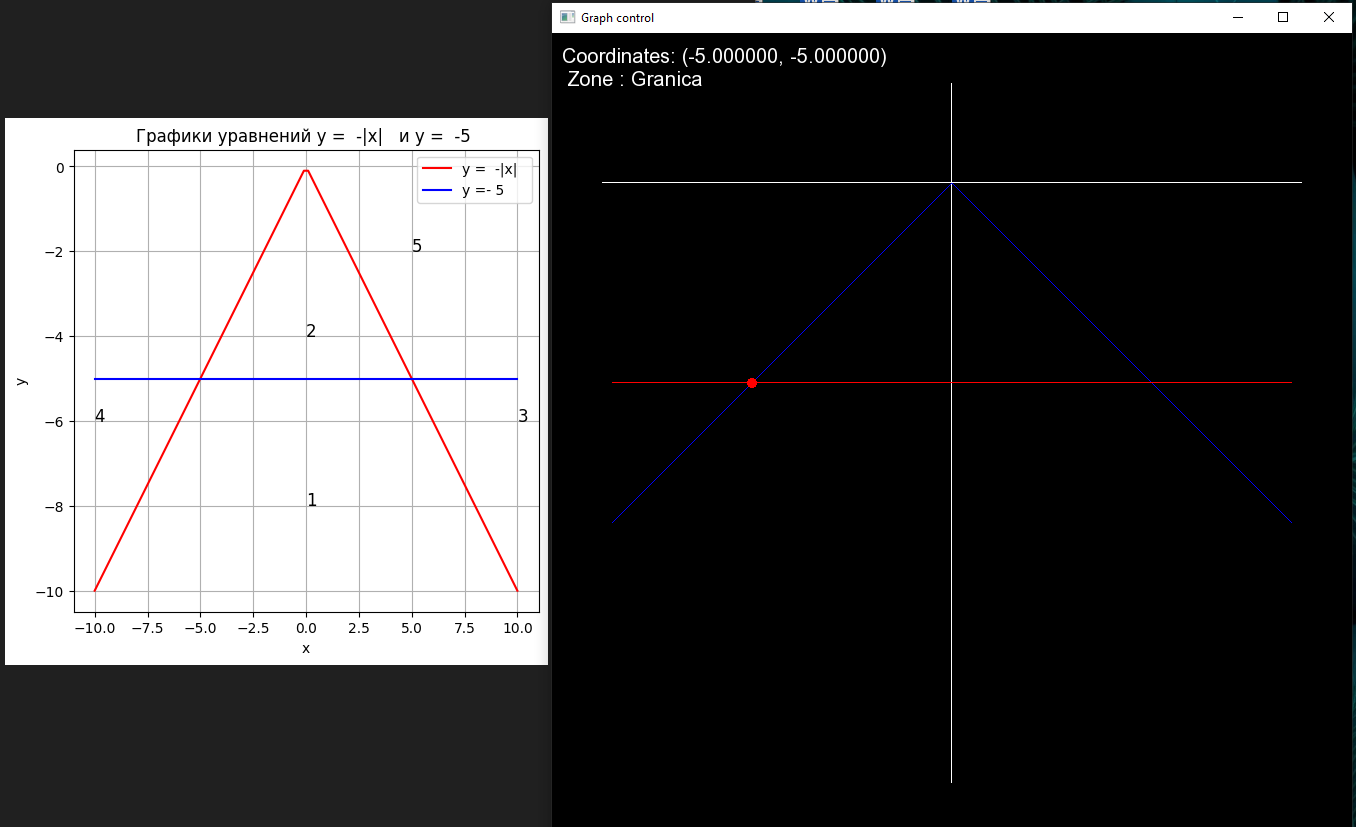 Графики уравнений y = -|x| и y = -5
y = -|x|
y =- 5
0
−2
−4
−6
−8
−10
y
5
2
4
3
1
−10.0 −7.5 −5.0 −2.5 0.0 2.5 5.0 7.5 10.0
x
Graph control
Coordinates: (-5.000000, -5.000000)
Zone : Granica